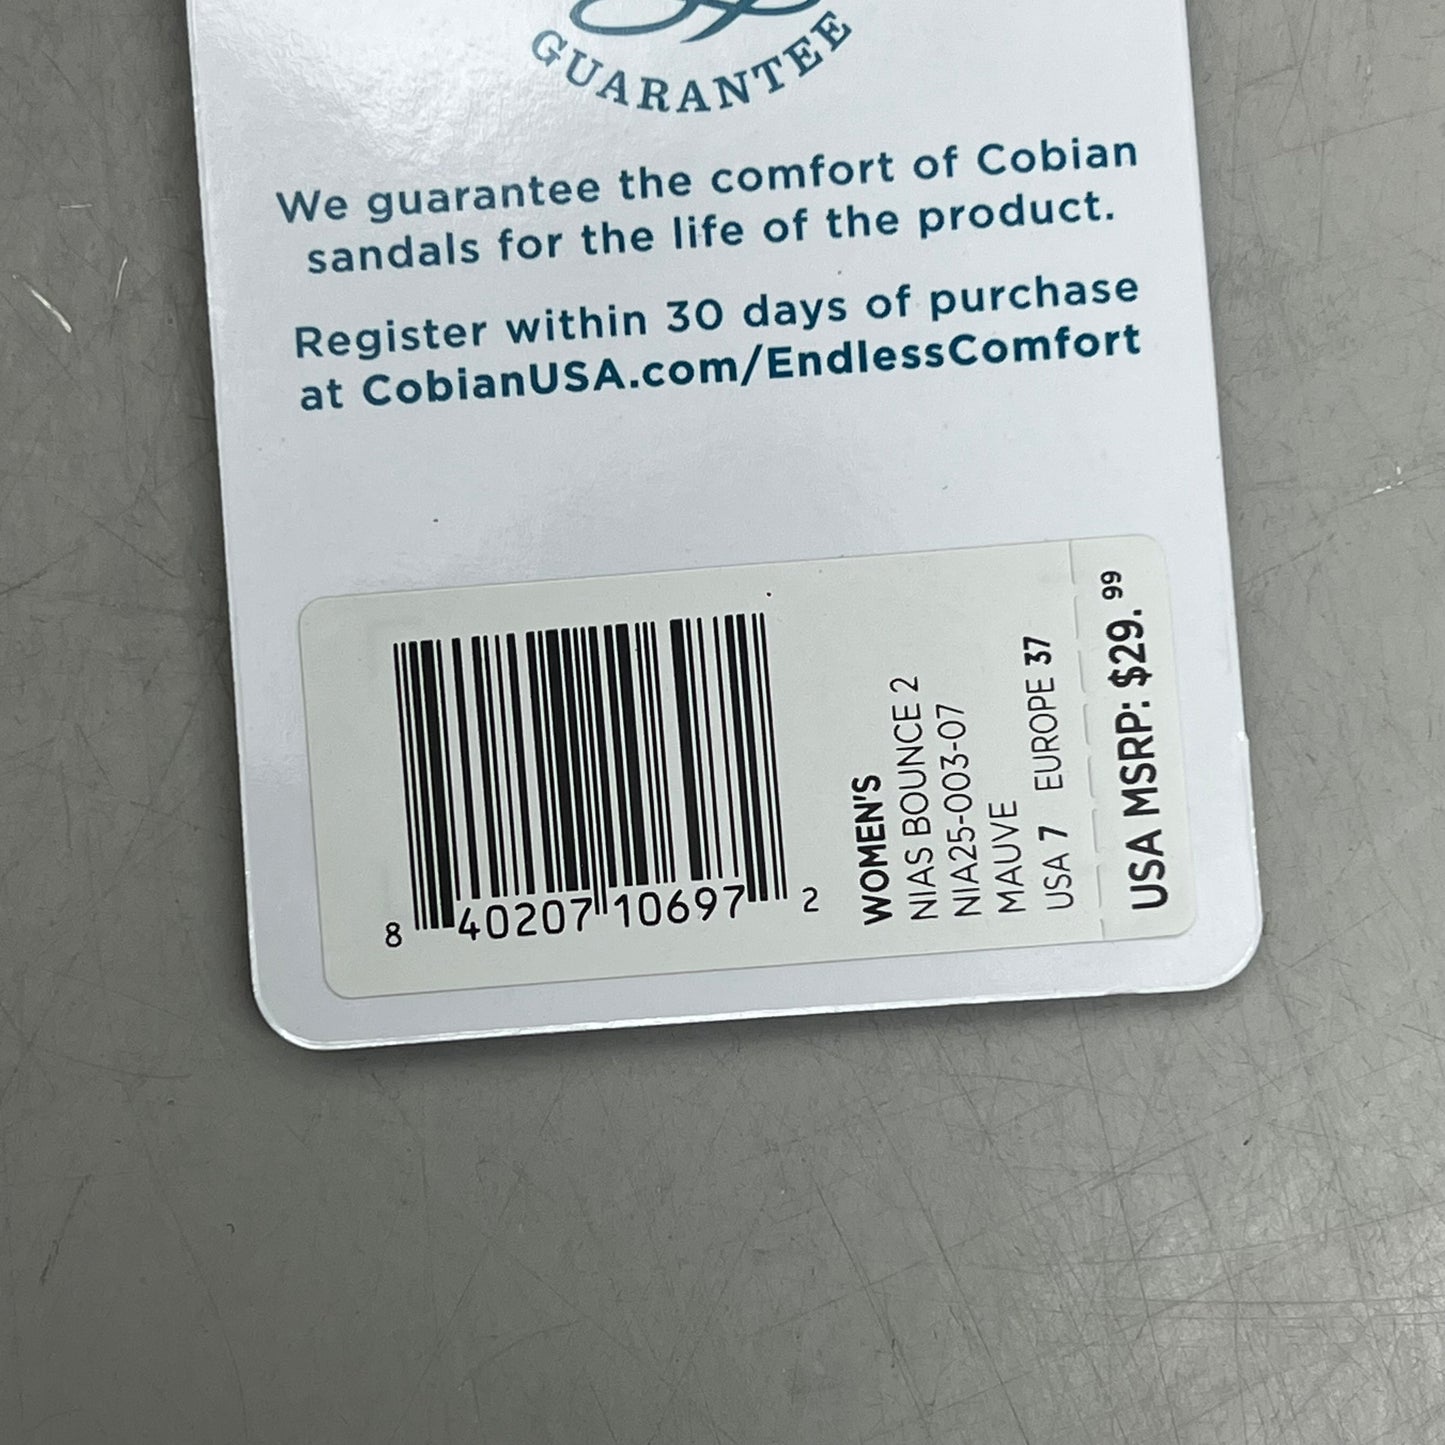 GUARANTEE
We guarantee the comfort of Cobian
sandals for the life of the product.
Register within 30 days of purchase
at CobianUSA.com/EndlessComfort
8 40207 10697 2
WOMEN'S
NIAS BOUNCE 2
NIA25-003-07
MAUVE
USA 7 EUROPE 37
USA MSRP: $29.99